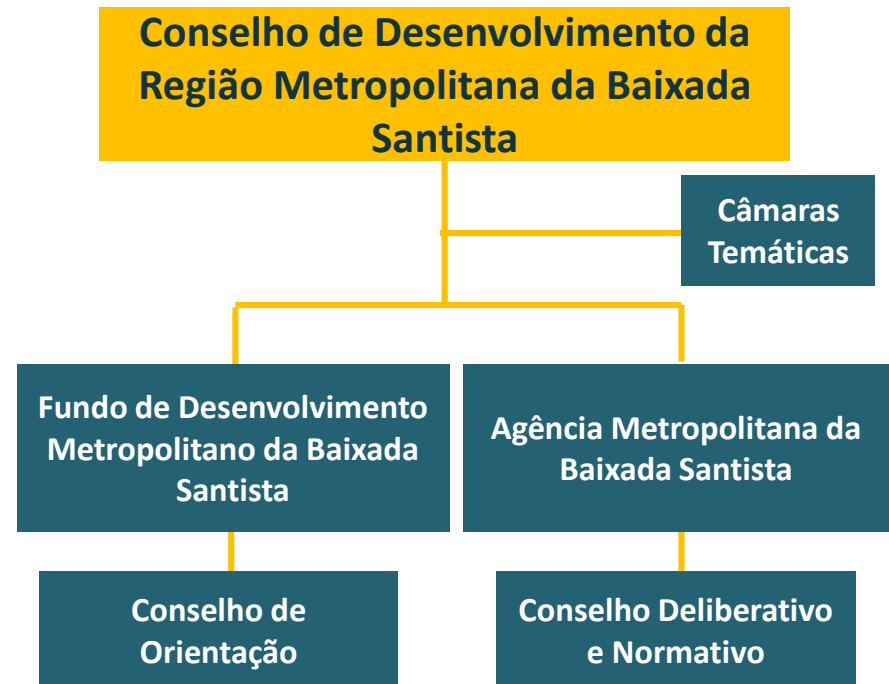 Conselho de Desenvolvimento da
Região Metropolitana da Baixada
Santista
Câmaras
Temáticas
Fundo de Desenvolvimento
Metropolitano da Baixada
Santista
Agência Metropolitana da
Baixada Santista
Conselho de
Orientação
Conselho Deliberativo
e Normativo